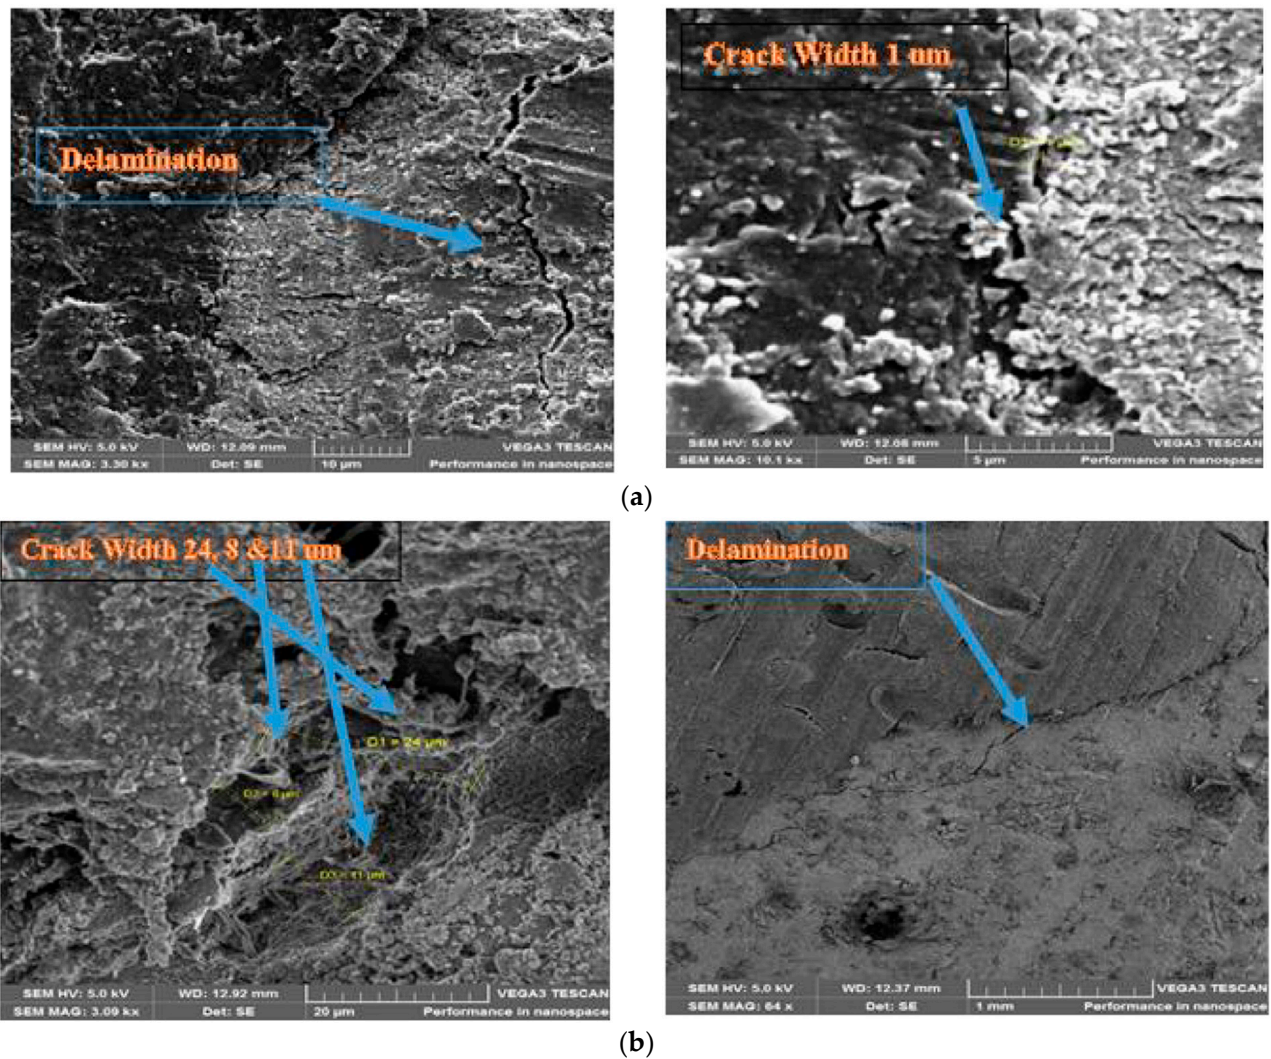 Delamination
SEM HV: 5.0 kV WD: 12.09 mm VEGA3 TESCAN
SEM MAG: 3.30 kx Det: SE 10 µm Performance in nanospace
Crack Width 1 um
SEM HV: 5.0 kV WD: 12.08 mm VEGA3 TESCAN
SEM MAG: 10.1 kx Det: SE 5 µm Performance in nanospace
(a)
Crack Width 24, 8 &11 um
D1 = 24 µm
D3 = 11 µm
SEM HV: 5.0 kV WD: 12.92 mm VEGA3 TESCAN
SEM MAG: 3.09 kx Det: SE 20 µm Performance in nanospace
Delamination
SEM HV: 5.0 kV WD: 12.37 mm VEGA3 TESCAN
SEM MAG: 64 x Det: SE 1 mm Performance in nanospace
(b)